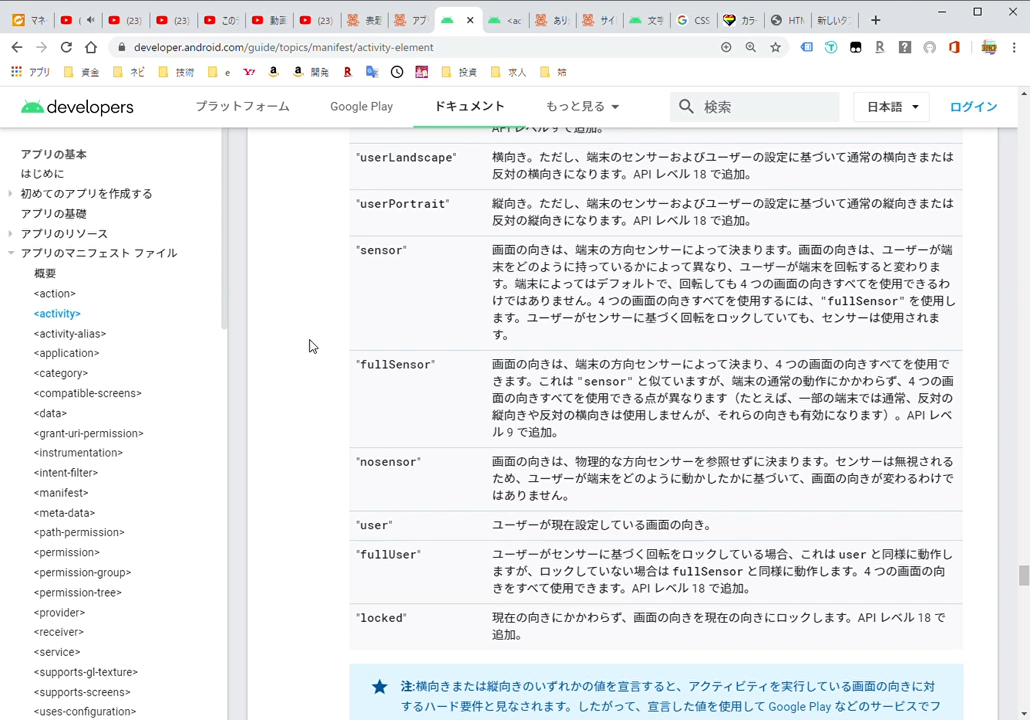 マネ
(
(23)
(23)
この
動画
(23)
表彰
アプ
×
<ac
あり
サイ
文字
CSS
カラ
HTM
新しいタ
developer.android.com/guide/topics/manifest/activity-element
アプリ
資金
ネビ
技術
e
開発
投資
求人
姉
developers
プラットフォーム
Google Play
ドキュメント
もっと見る
検索
日本語
ログイン
アプリの基本
はじめに
初めてのアプリを作成する
アプリの基礎
アプリのリソース
アプリのマニフェスト ファイル
概要
<action>
<activity>
<activity-alias>
<application>
<category>
<compatible-screens>
<data>
<grant-uri-permission>
<instrumentation>
<intent-filter>
<manifest>
<meta-data>
<path-permission>
<permission>
<permission-group>
<permission-tree>
<provider>
<receiver>
<service>
<supports-gl-texture>
<supports-screens>
<uses-configuration>
API レベル 9 で追加。
"userLandscape"
横向き。ただし、端末のセンサーおよびユーザーの設定に基づいて通常の横向きまたは
反対の横向きになります。API レベル 18 で追加。
"userPortrait"
縦向き。ただし、端末のセンサーおよびユーザーの設定に基づいて通常の縦向きまたは
反対の縦向きになります。API レベル 18 で追加。
"sensor"
画面の向きは、端末の方向センサーによって決まります。画面の向きは、ユーザーが端
末をどのように持っているかによって異なり、ユーザーが端末を回転すると変わりま
す。端末によってはデフォルトで、回転しても 4 つの画面の向きすべてを使用できるわ
けではありません。4 つの画面の向きすべてを使用するには、"fullSensor" を使用し
ます。ユーザーがセンサーに基づく回転をロックしていても、センサーは使用されま
す。
"fullSensor"
画面の向きは、端末の方向センサーによって決まり、4 つの画面の向きすべてを使用で
きます。これは "sensor" と似ていますが、端末の通常の動作にかかわらず、4 つの画
面の向きすべてを使用できる点が異なります（たとえば、一部の端末では通常、反対の
縦向きや反対の横向きは使用しませんが、それらの向きも有効になります）。API レベ
ル 9 で追加。
"nosensor"
画面の向きは、物理的な方向センサーを参照せずに決まります。センサーは無視される
ため、ユーザーが端末をどのように動かしたかに基づいて、画面の向きが変わるわけで
はありません。
"user"
ユーザーが現在設定している画面の向き。
"fullUser"
ユーザーがセンサーに基づく回転をロックしている場合、これは user と同様に動作し
ますが、ロックしていない場合は fullSensor と同様に動作します。4 つの画面の向
きをすべて使用できます。API レベル 18 で追加。
"locked"
現在の向きにかかわらず、画面の向きを現在の向きにロックします。API レベル 18 で
追加。
注:横向きまたは縦向きのいずれかの値を宣言すると、アクティビティを実行している画面の向きに対
するハード要件と見なされます。したがって、宣言した値を使用して Google Play などのサービスでフ